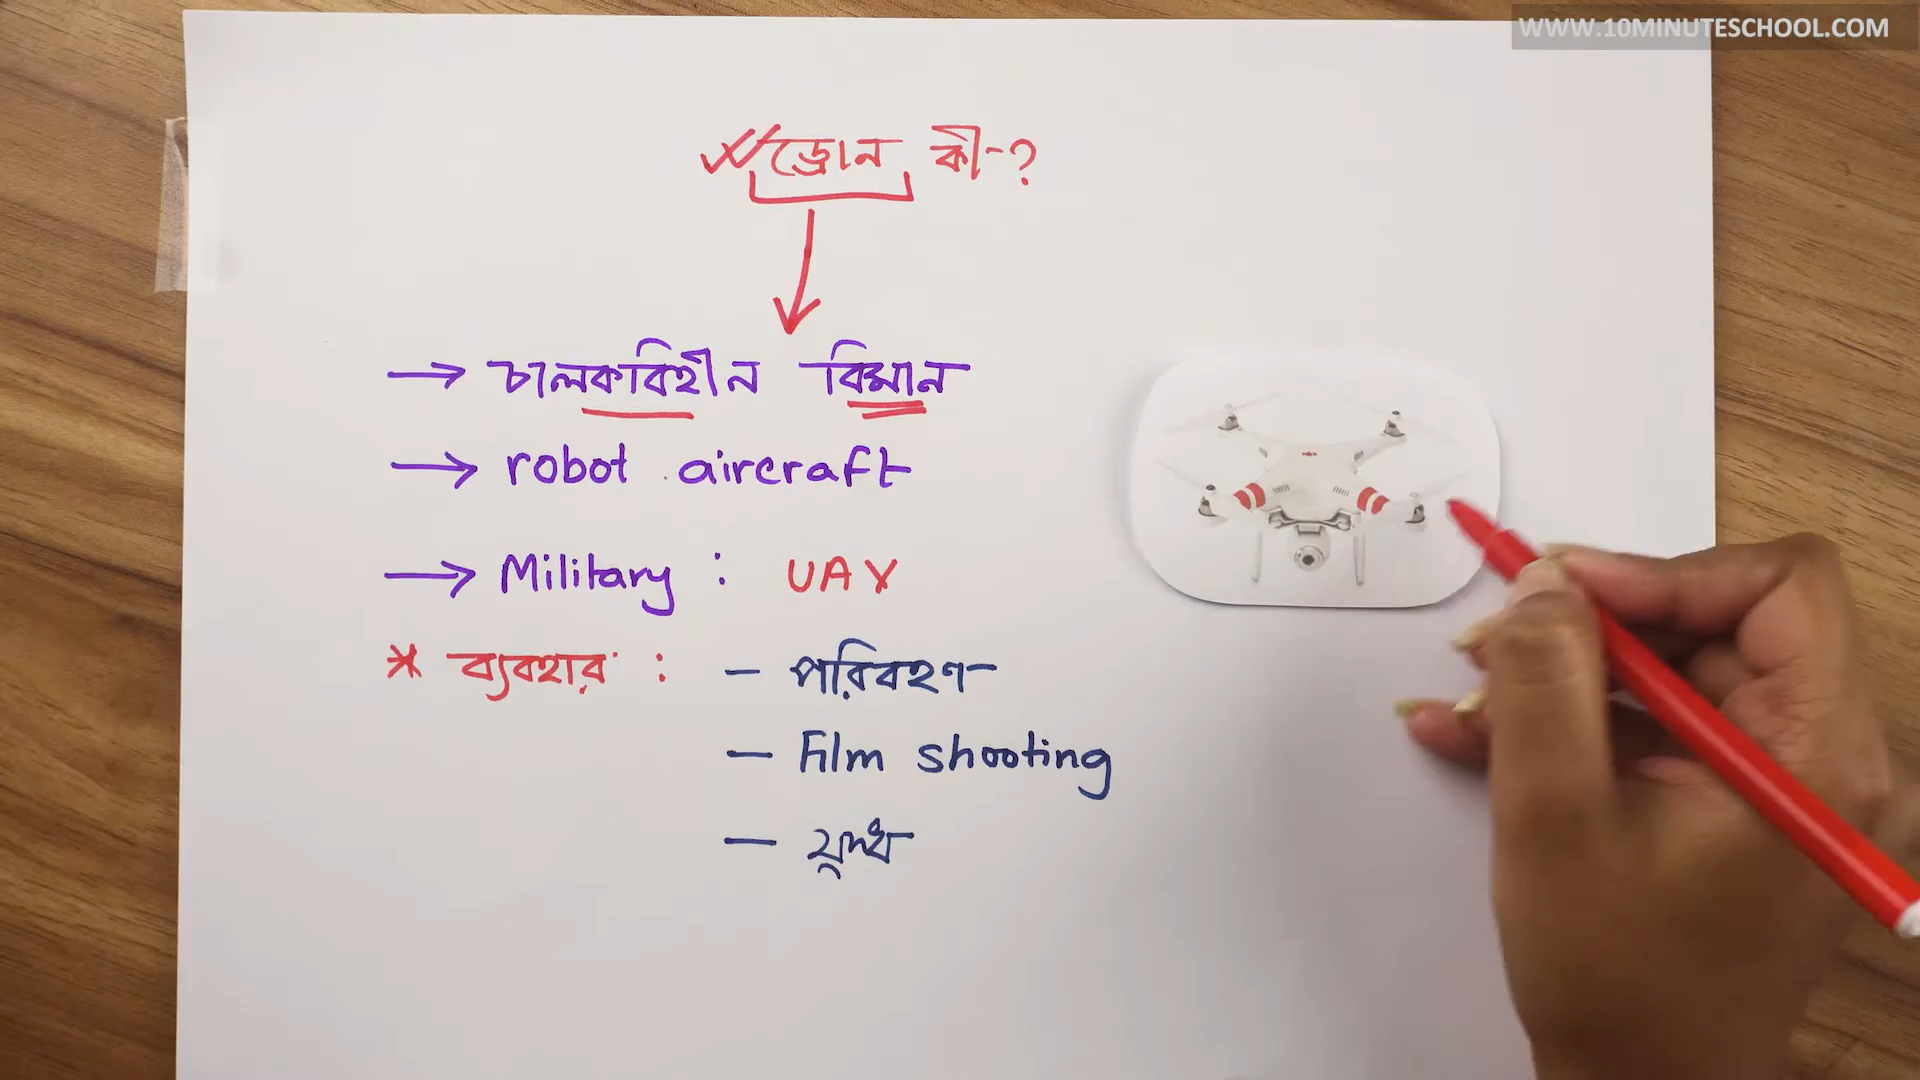 WWW.10MINUTESCHOOL.COM
ড্রোন কী-?
→ চালকবিহীন বিমান
→ robot aircraft
→ Military : UAV
* ব্যবহার : – পরিবহণ
– Film shooting
– যুদ্ধ